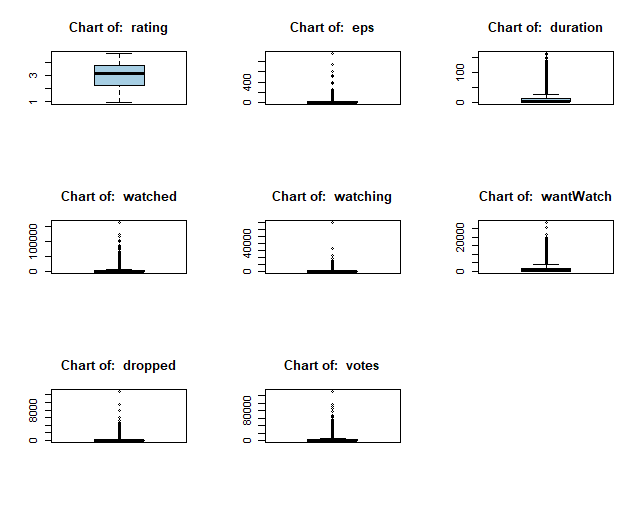 Chart of:  rating
Chart of:  eps
Chart of:  duration
3
1
400
0
100
0
Chart of:  watched
Chart of:  watching
Chart of:  wantWatch
100000
0
40000
0
20000
0
Chart of:  dropped
Chart of:  votes
8000
0
80000
0